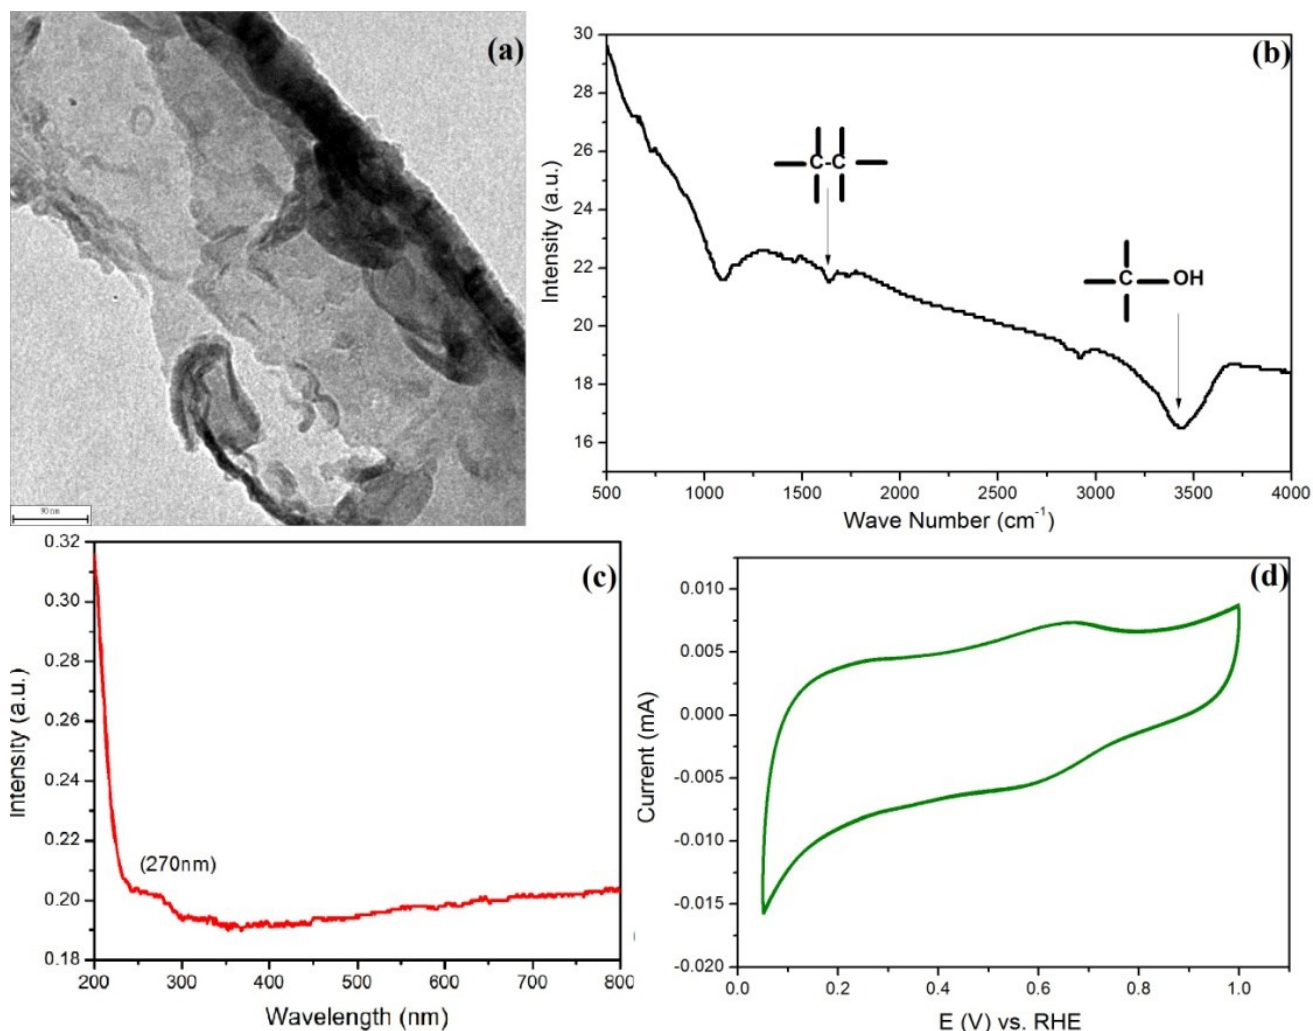 (a)
90 nm
(b)
30
28
26
24
22
20
18
16
Intensity (a.u.)
C-C
C OH
500 1000 1500 2000 2500 3000 3500 4000
Wave Number (cm⁻¹)
(c)
0.32
0.30
0.28
0.26
0.24
0.22
0.20
0.18
Intensity (a.u.)
(270nm)
200 300 400 500 600 700 800
Wavelength (nm)
(d)
0.010
0.005
0.000
-0.005
-0.010
-0.015
-0.020
Current (mA)
0.0 0.2 0.4 0.6 0.8 1.0
E (V) vs. RHE